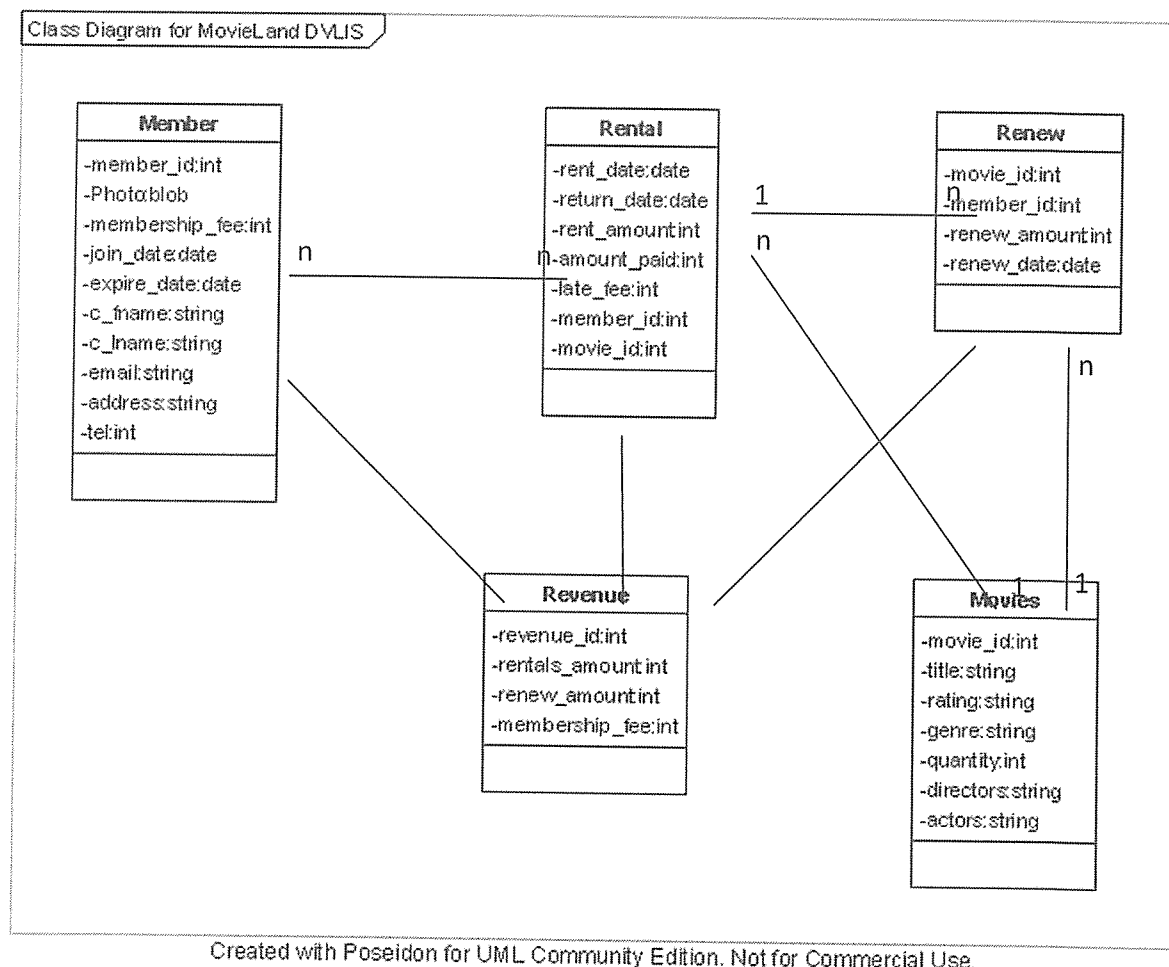 Class Diagram for MovieLand DVLIS
Member
-member_id:int
-Photo:blob
-membership_fee:int
-join_date:date
-expire_date:date
-c_fname:string
-c_lname:string
-email:string
-address:string
-tel:int
n
n
Rental
-rent_date:date
-return_date:date
-rent_amount:int
-amount_paid:int
-late_fee:int
-member_id:int
-movie_id:int
1
n
n
Renew
-movie_id:int
-member_id:int
-renew_amount:int
-renew_date:date
n
Revenue
-revenue_id:int
-rentals_amount:int
-renew_amount:int
-membership_fee:int
1
1
Movies
-movie_id:int
-title:string
-rating:string
-genre:string
-quantity:int
-directors:string
-actors:string
Created with Poseidon for UML Community Edition. Not for Commercial Use.